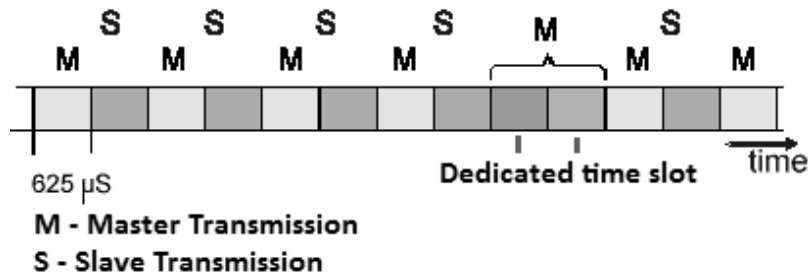 S S S S M S
M M M M M M
Dedicated time slot
time
625 µS
M - Master Transmission
S - Slave Transmission